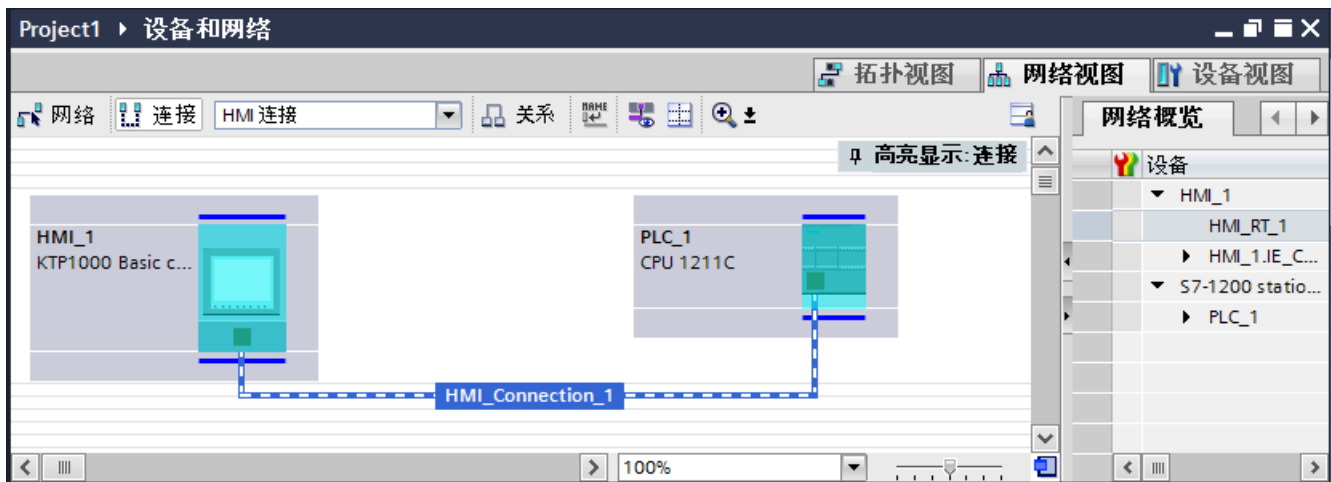 Project1 ▸ 设备和网络
拓扑视图 网络视图 设备视图
网络 连接 HMI 连接 关系 网络概览
高亮显示:连接
设备
HMI_1
HMI_RT_1
HMI_1.IE_C...
S7-1200 statio...
PLC_1
HMI_1
KTP1000 Basic c...
PLC_1
CPU 1211C
HMI_Connection_1
100%